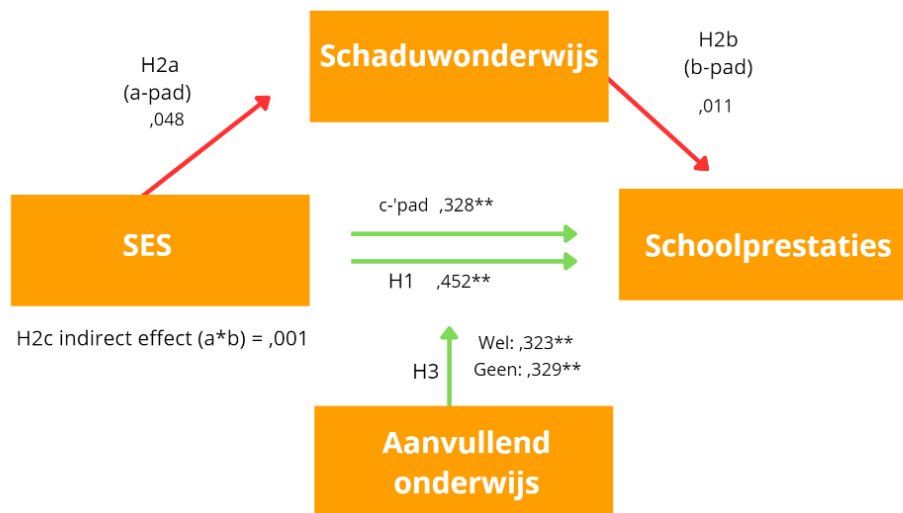 Schaduwonderwijs
H2a
(a-pad)
,048
H2b
(b-pad)
,011
SES
c-'pad ,328**
H1 ,452**
Schoolprestaties
H2c indirect effect (a*b) = ,001
H3
Wel: ,323**
Geen: ,329**
Aanvullend
onderwijs